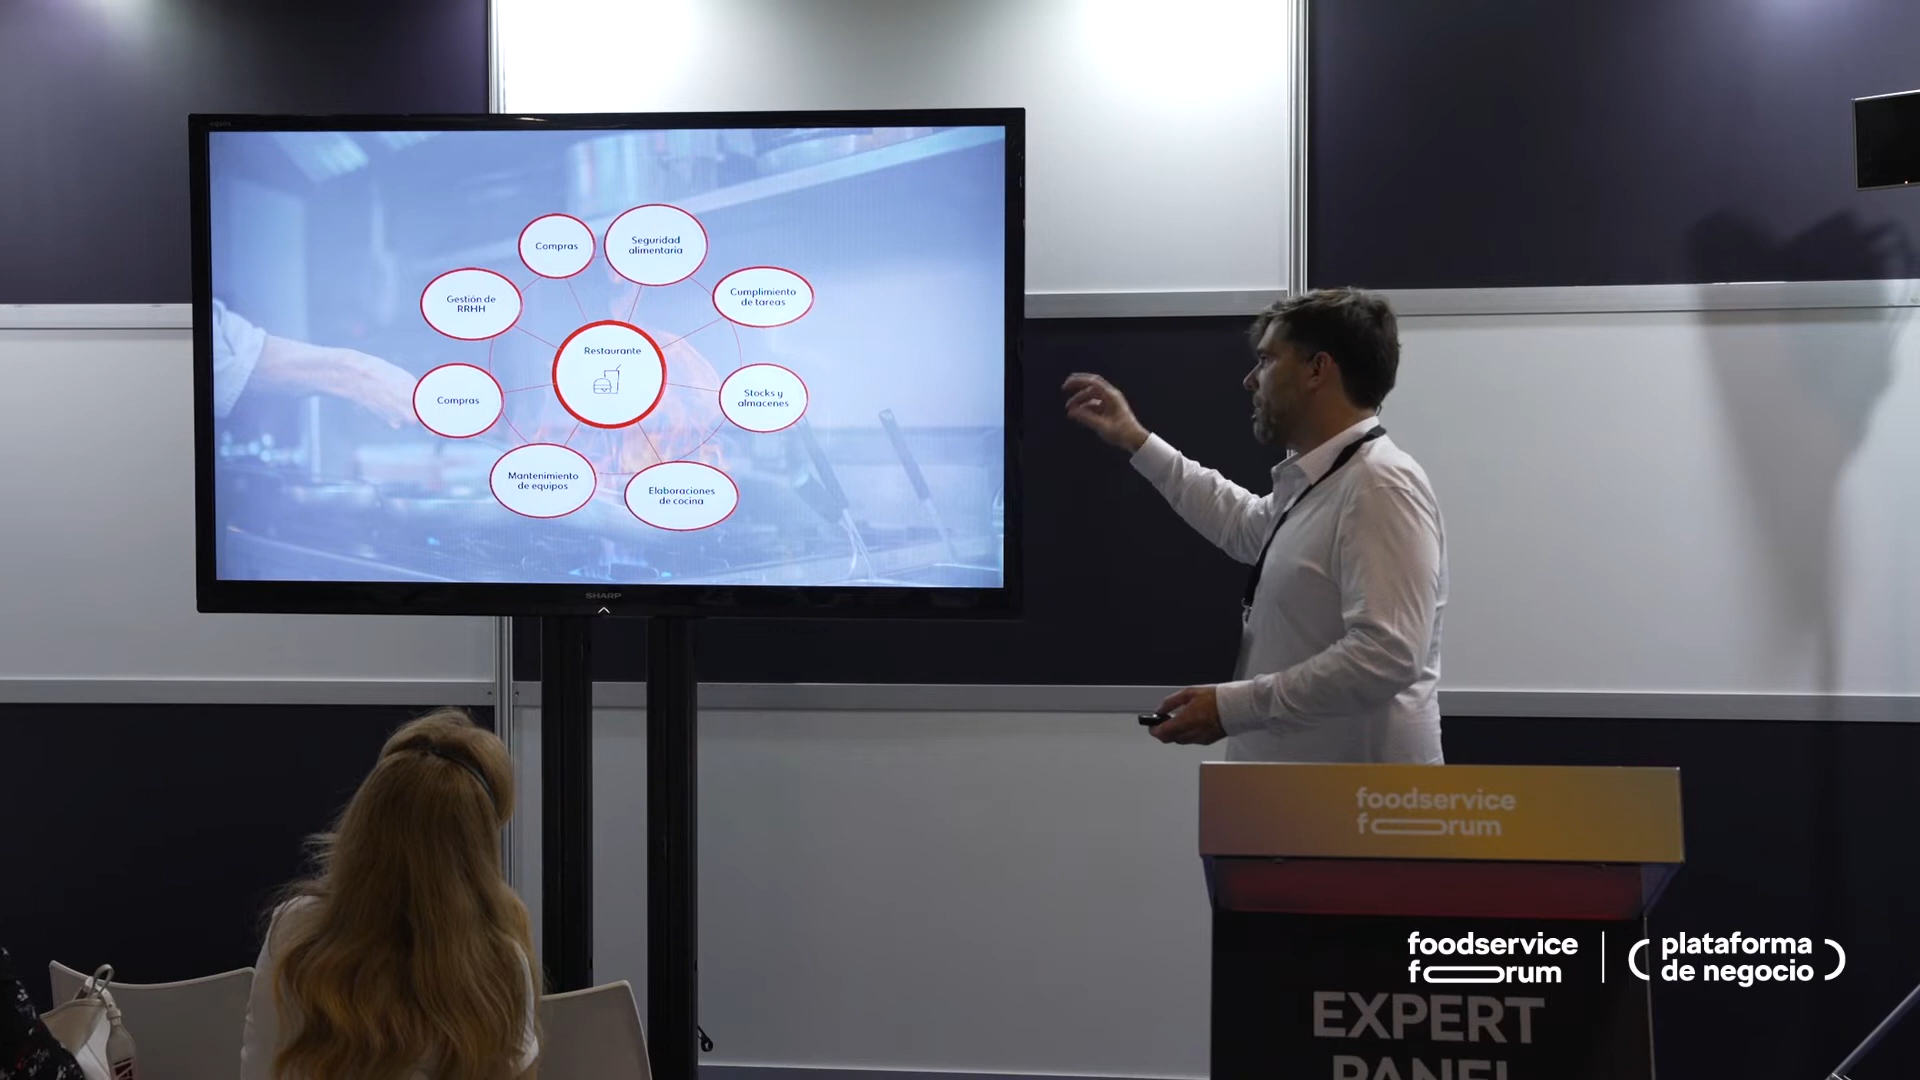 Compras
Seguridad
alimentaria
Gestión de
RRHH
Cumplimiento
de tareas
Restaurante
Compras
Stocks y
almacenes
Mantenimiento
de equipos
Elaboraciones
de cocina
SHARP
foodservice
forum
foodservice
forum
plataforma
de negocio
EXPERT
PANEL